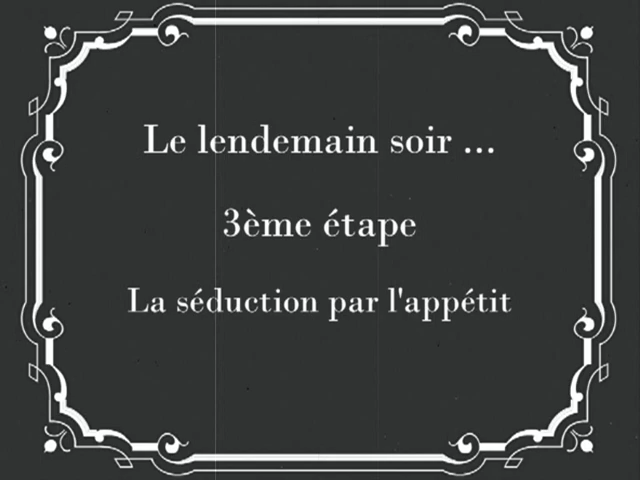 Le lendemain soir ...
3ème étape
La séduction par l'appétit